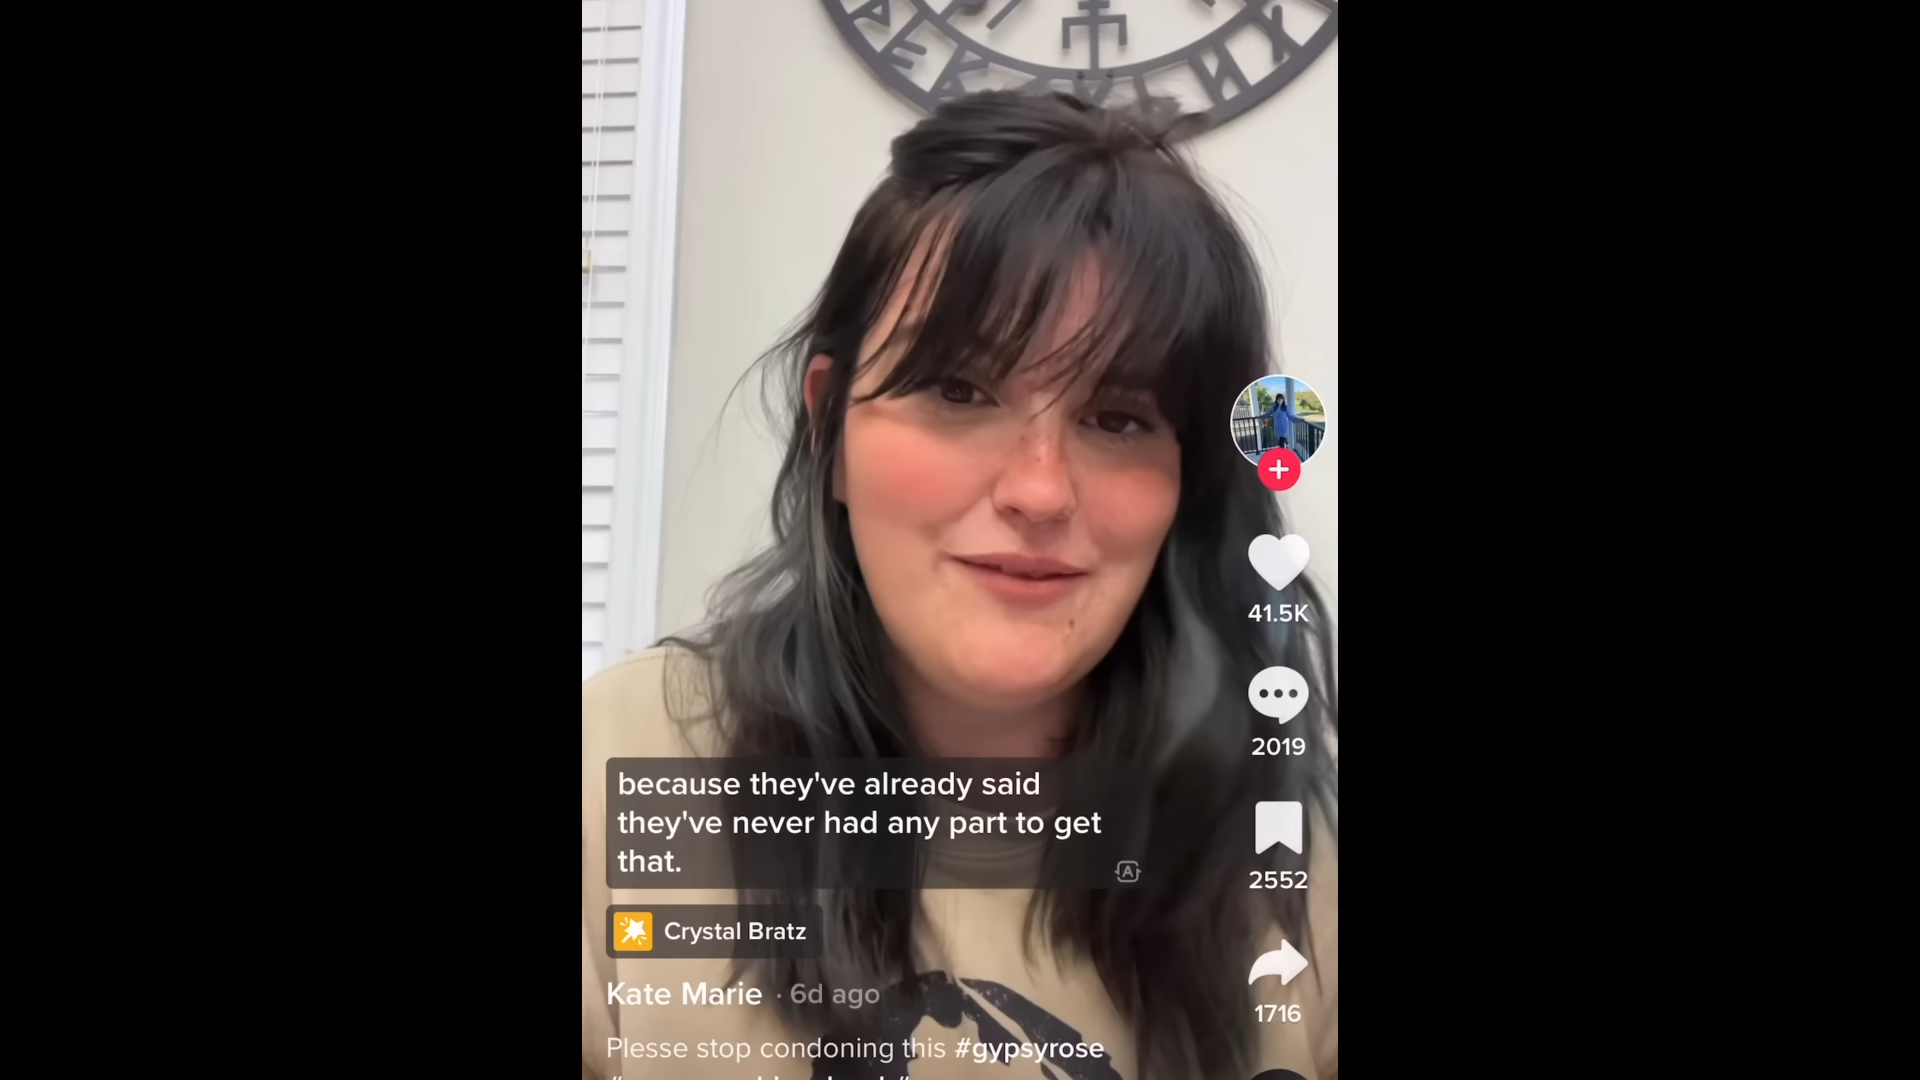 41.5K
2019
because they've already said
they've never had any part to get
that.
A
2552
Crystal Bratz
Kate Marie · 6d ago
1716
Plesse stop condoning this #gypsyrose